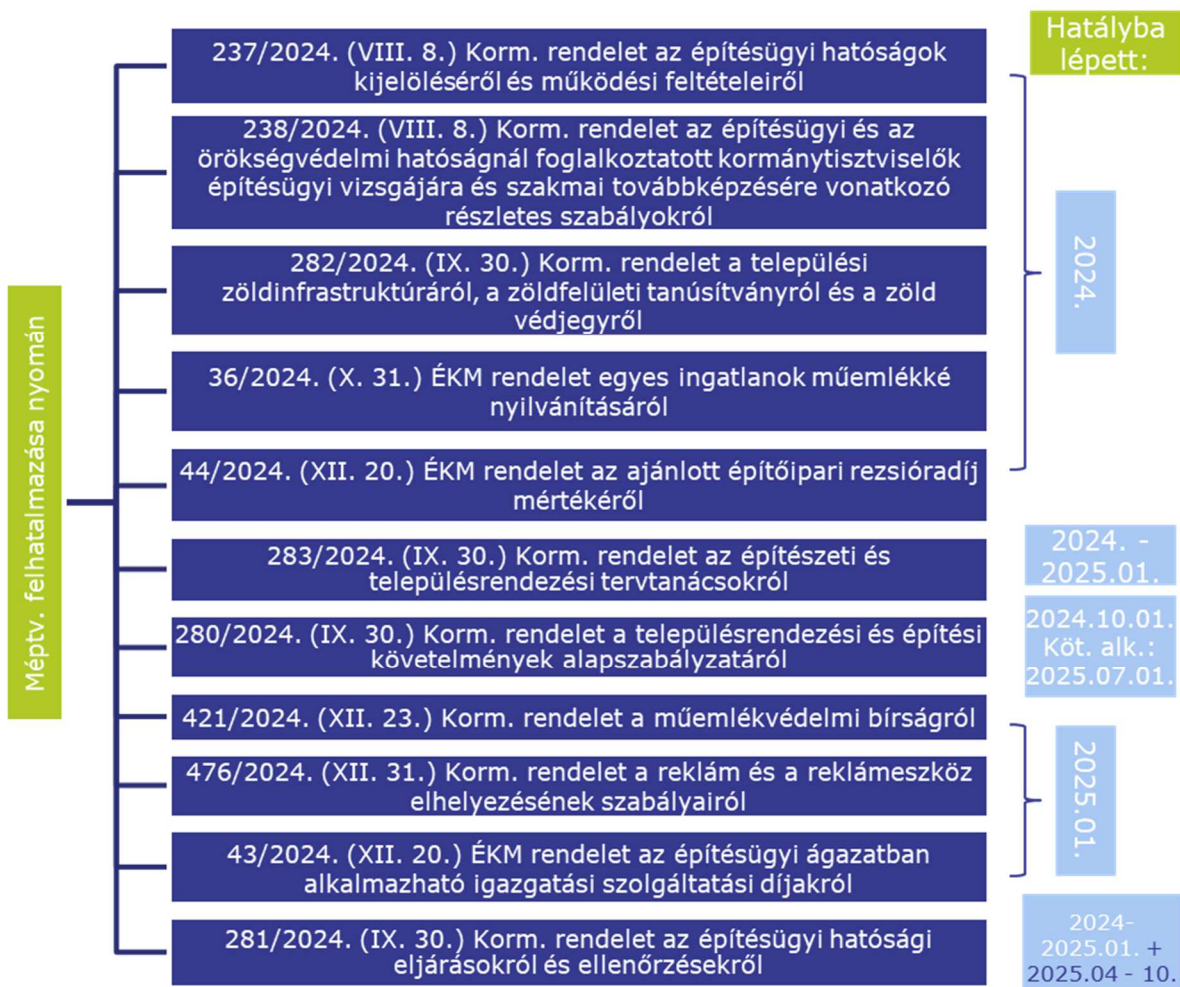 Méptv. felhatalmazása nyomán
Hatályba
lépett:
237/2024. (VIII. 8.) Korm. rendelet az építésügyi hatóságok
kijelöléséről és működési feltételeiről
238/2024. (VIII. 8.) Korm. rendelet az építésügyi és az
örökségvédelmi hatóságnál foglalkoztatott kormánytisztviselők
építésügyi vizsgájára és szakmai továbbképzésére vonatkozó
részletes szabályokról
282/2024. (IX. 30.) Korm. rendelet a települési
zöldinfrastruktúráról, a zöldfelületi tanúsítványról és a zöld
védjegyről
36/2024. (X. 31.) ÉKM rendelet egyes ingatlanok műemlékké
nyilvánításáról
44/2024. (XII. 20.) ÉKM rendelet az ajánlott építőipari rezsióradíj
mértékéről
2024.
283/2024. (IX. 30.) Korm. rendelet az építészeti és
településrendezési tervtanácsokról
2024. -
2025.01.
280/2024. (IX. 30.) Korm. rendelet a településrendezési és építési
követelmények alapszabályzatáról
2024.10.01.
Köt. alk.:
2025.07.01.
421/2024. (XII. 23.) Korm. rendelet a műemlékvédelmi bírságról
476/2024. (XII. 31.) Korm. rendelet a reklám és a reklámeszköz
elhelyezésének szabályairól
43/2024. (XII. 20.) ÉKM rendelet az építésügyi ágazatban
alkalmazható igazgatási szolgáltatási díjakról
2025.01.
281/2024. (IX. 30.) Korm. rendelet az építésügyi hatósági
eljárásokról és ellenőrzésekről
2024-
2025.01. +
2025.04 - 10.